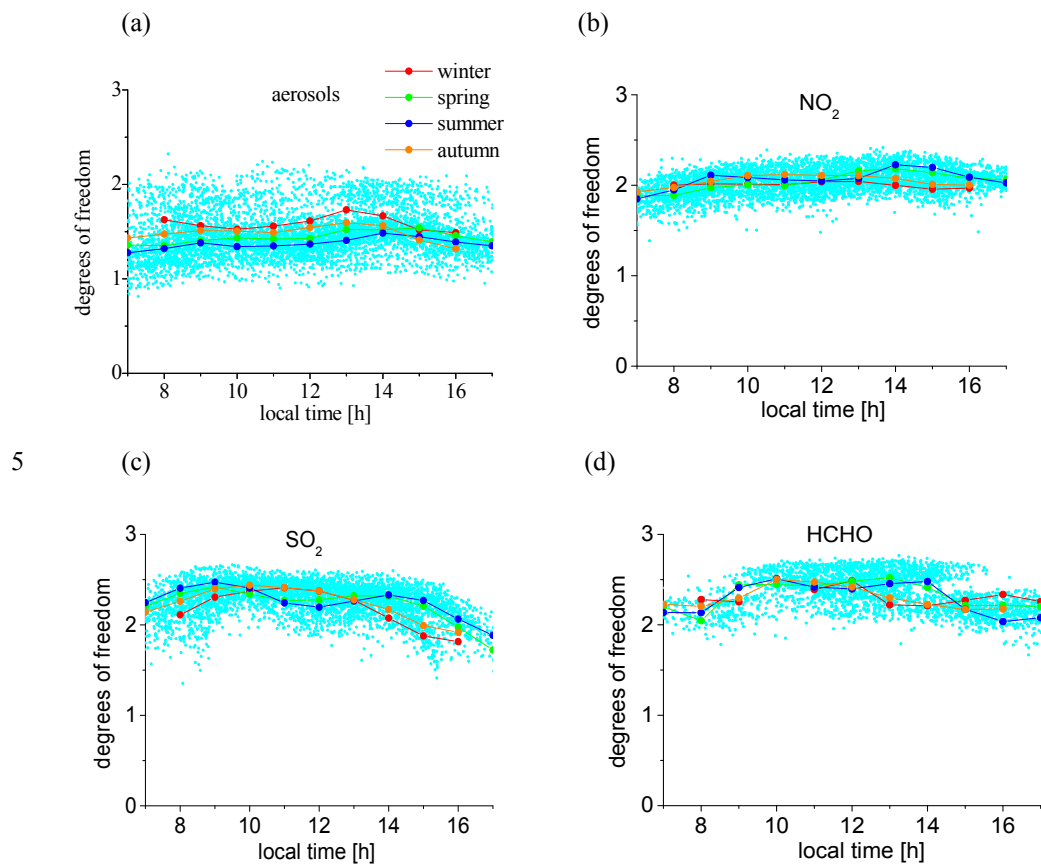 (a)
aerosols
winter
spring
summer
autumn
degrees of freedom
3
2
1
0
8 10 12 14 16
local time [h]
(b)
NO₂
degrees of freedom
3
2
1
0
8 10 12 14 16
local time [h]
5
(c)
SO₂
degrees of freedom
3
2
1
0
8 10 12 14 16
local time [h]
(d)
HCHO
degrees of freedom
3
2
1
0
8 10 12 14 16
local time [h]